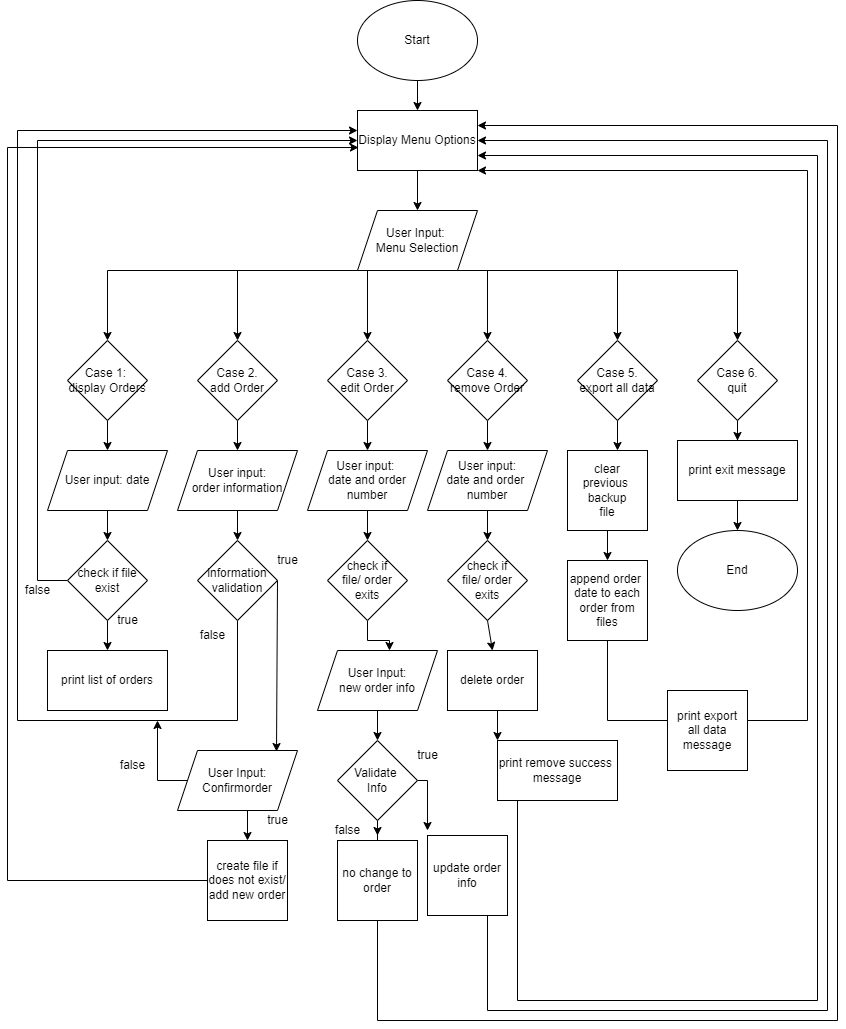 Start
Display Menu Options
User Input:
Menu Selection
Case 1:
display Orders
Case 2.
add Order
Case 3.
edit Order
Case 4.
remove Order
Case 5.
export all data
Case 6.
quit
User input: date
User input:
order information
User input:
date and order
number
User input:
date and order
number
clear
previous
backup
file
print exit message
check if file
exist
false
true
Information
validation
true
false
check if
file/ order
exits
check if
file/ order
exits
append order
date to each
order from
files
End
print list of orders
User Input:
new order info
delete order
print export
all data
message
false
User Input:
Confirmorder
true
Validate
Info
true
false
print remove success
message
create file if
does not exist/
add new order
no change to
order
update order
info